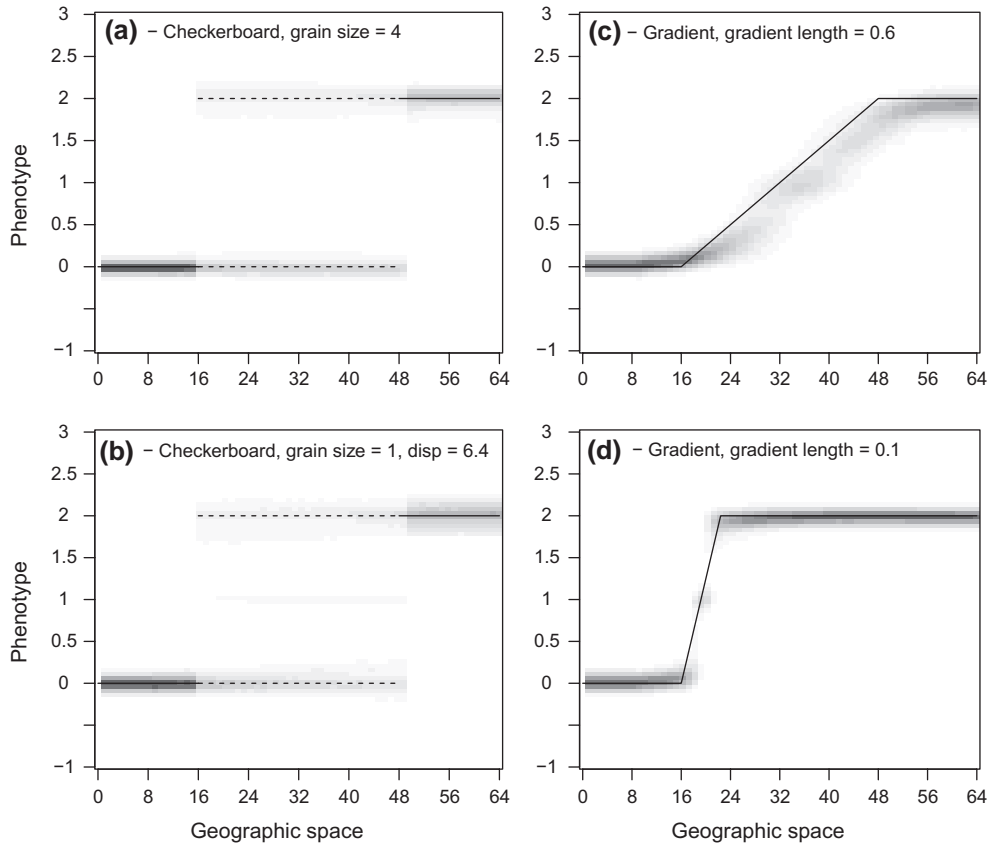 (a) − Checkerboard, grain size = 4
3
2.5
2
1.5
1
0.5
0
−1
Phenotype
0 8 16 24 32 40 48 56 64
(c) − Gradient, gradient length = 0.6
3
2.5
2
1.5
1
0.5
0
−1
0 8 16 24 32 40 48 56 64
(b) − Checkerboard, grain size = 1, disp = 6.4
3
2.5
2
1.5
1
0.5
0
−1
Phenotype
0 8 16 24 32 40 48 56 64
Geographic space
(d) − Gradient, gradient length = 0.1
3
2.5
2
1.5
1
0.5
0
−1
0 8 16 24 32 40 48 56 64
Geographic space